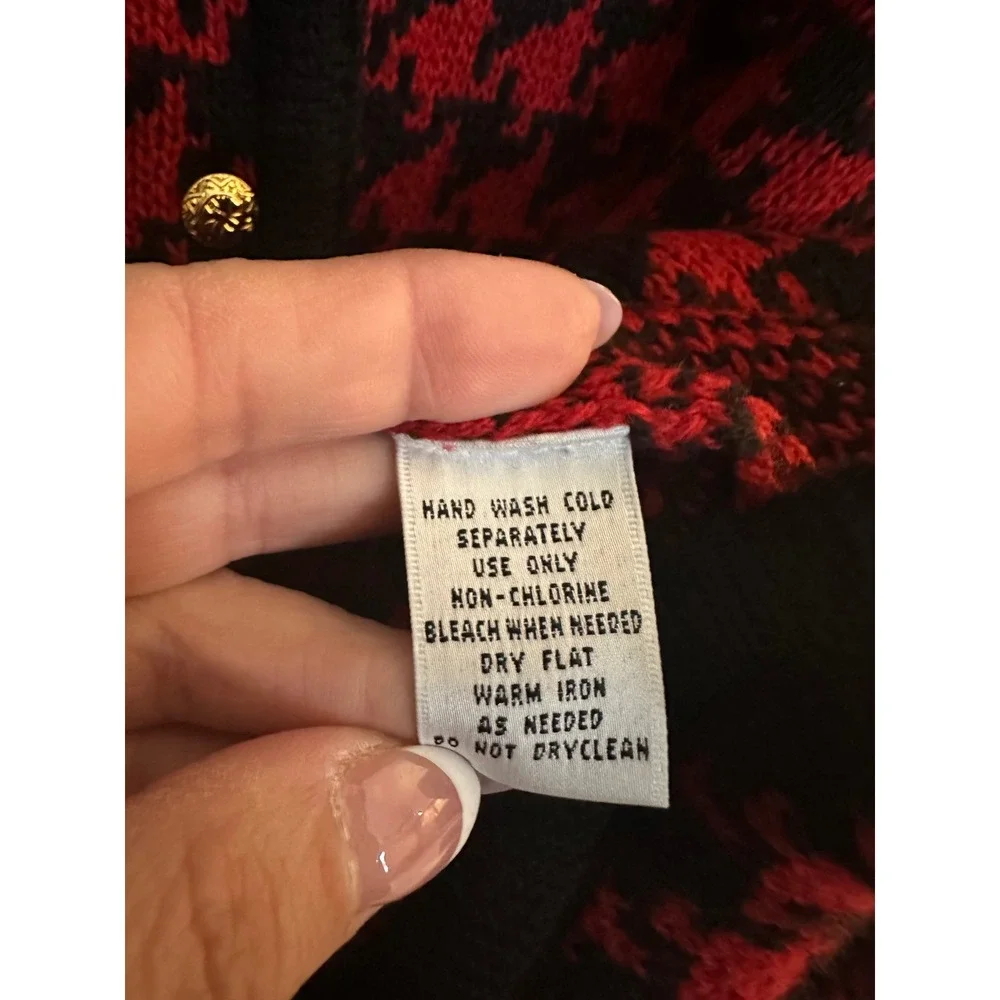 HAND WASH COLD
SEPARATELY
USE ONLY
NON-CHLORINE
BLEACH WHEN NEEDED
DRY FLAT
WARM IRON
AS NEEDED
DO NOT DRYCLEAN